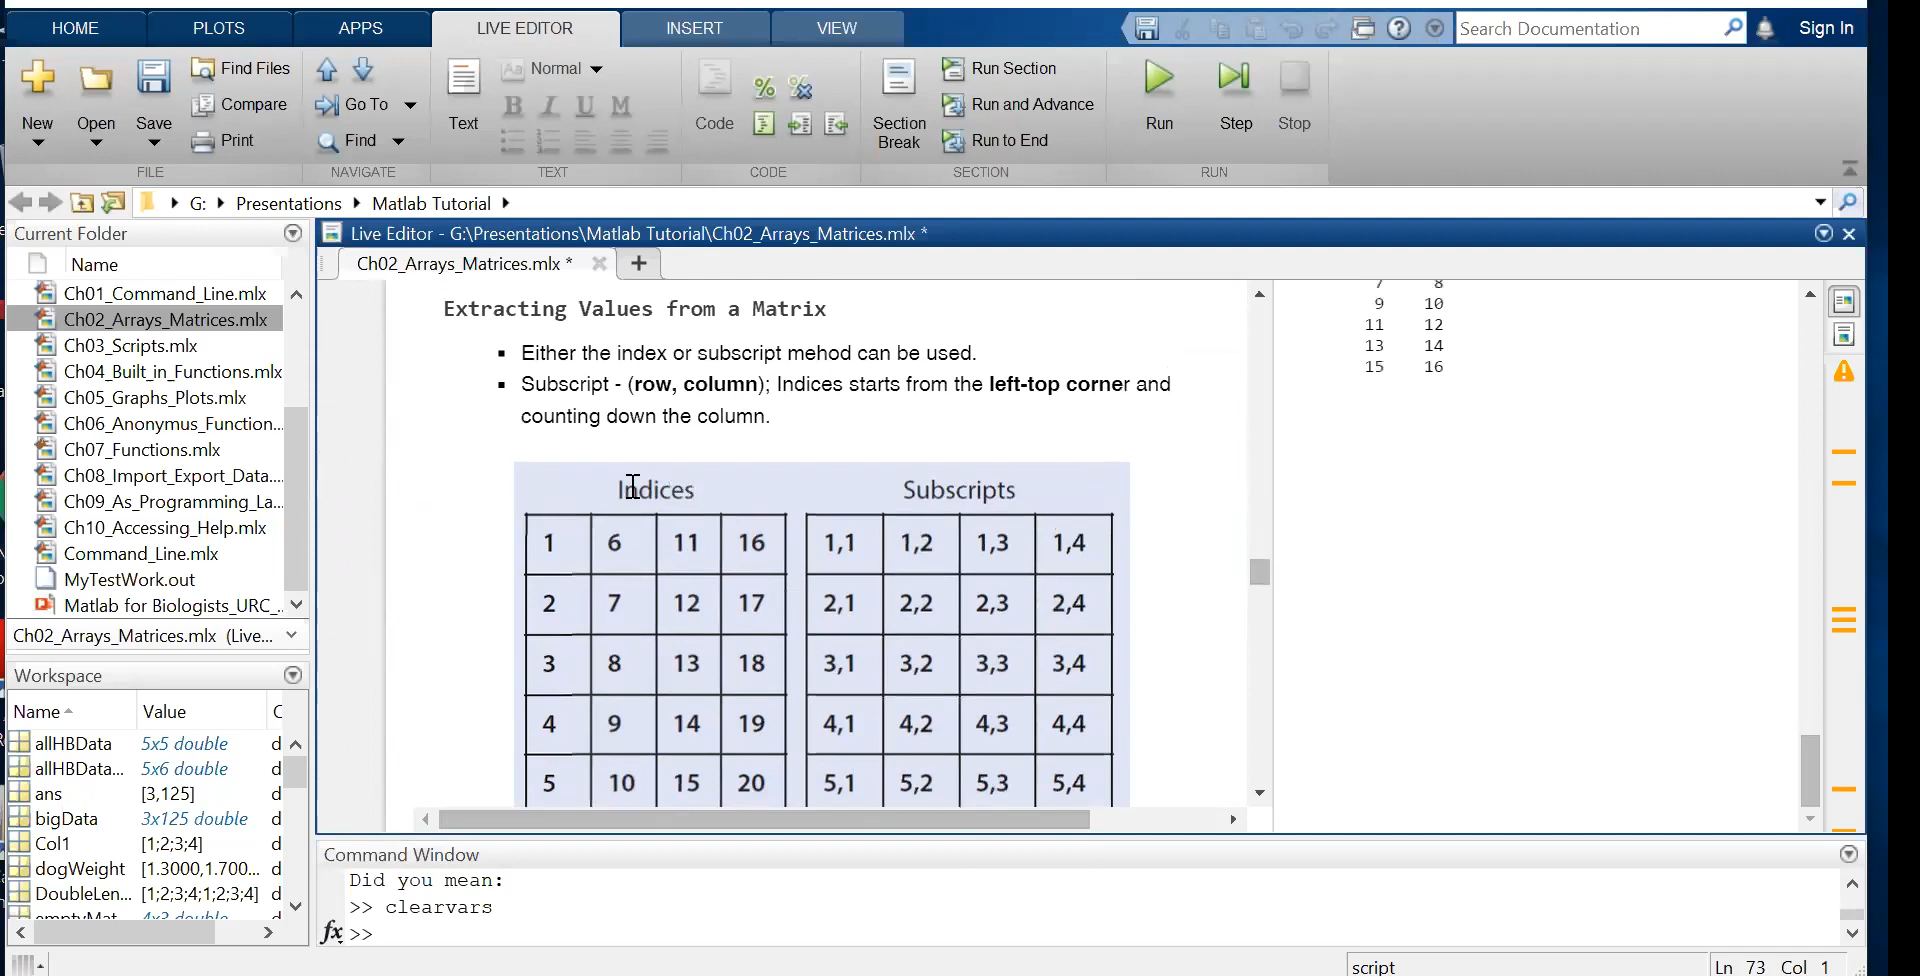 HOME PLOTS APPS LIVE EDITOR INSERT VIEW Search Documentation Sign In
New Open Save Find Files Compare Print
Go To Find
Text Normal B I U M
Code
Section Break Run Section Run and Advance Run to End
Run Step Stop
FILE NAVIGATE TEXT CODE SECTION RUN
G: Presentations Matlab Tutorial
Current Folder
Name
Ch01_Command_Line.mlx
Ch02_Arrays_Matrices.mlx
Ch03_Scripts.mlx
Ch04_Built_in_Functions.mlx
Ch05_Graphs_Plots.mlx
Ch06_Anonymus_Function...
Ch07_Functions.mlx
Ch08_Import_Export_Data....
Ch09_As_Programming_La...
Ch10_Accessing_Help.mlx
Command_Line.mlx
MyTestWork.out
Matlab for Biologists_URC_...
Ch02_Arrays_Matrices.mlx (Live...
Workspace
Name Value C
allHBData 5x5 double d
allHBData... 5x6 double d
ans [3,125] d
bigData 3x125 double d
Col1 [1;2;3;4] d
dogWeight [1.3000,1.700... d
DoubleLen... [1;2;3;4;1;2;3;4] d
emptyMat 4x3 double d
Live Editor - G:\Presentations\Matlab Tutorial\Ch02_Arrays_Matrices.mlx *
Ch02_Arrays_Matrices.mlx *
Extracting Values from a Matrix
Either the index or subscript mehod can be used.
Subscript - (row, column); Indices starts from the left-top corner and
counting down the column.
Indices Subscripts
1 6 11 16 1,1 1,2 1,3 1,4
2 7 12 17 2,1 2,2 2,3 2,4
3 8 13 18 3,1 3,2 3,3 3,4
4 9 14 19 4,1 4,2 4,3 4,4
5 10 15 20 5,1 5,2 5,3 5,4
7 8
9 10
11 12
13 14
15 16
Command Window
Did you mean:
>> clearvars
fx >>
script Ln 73 Col 1